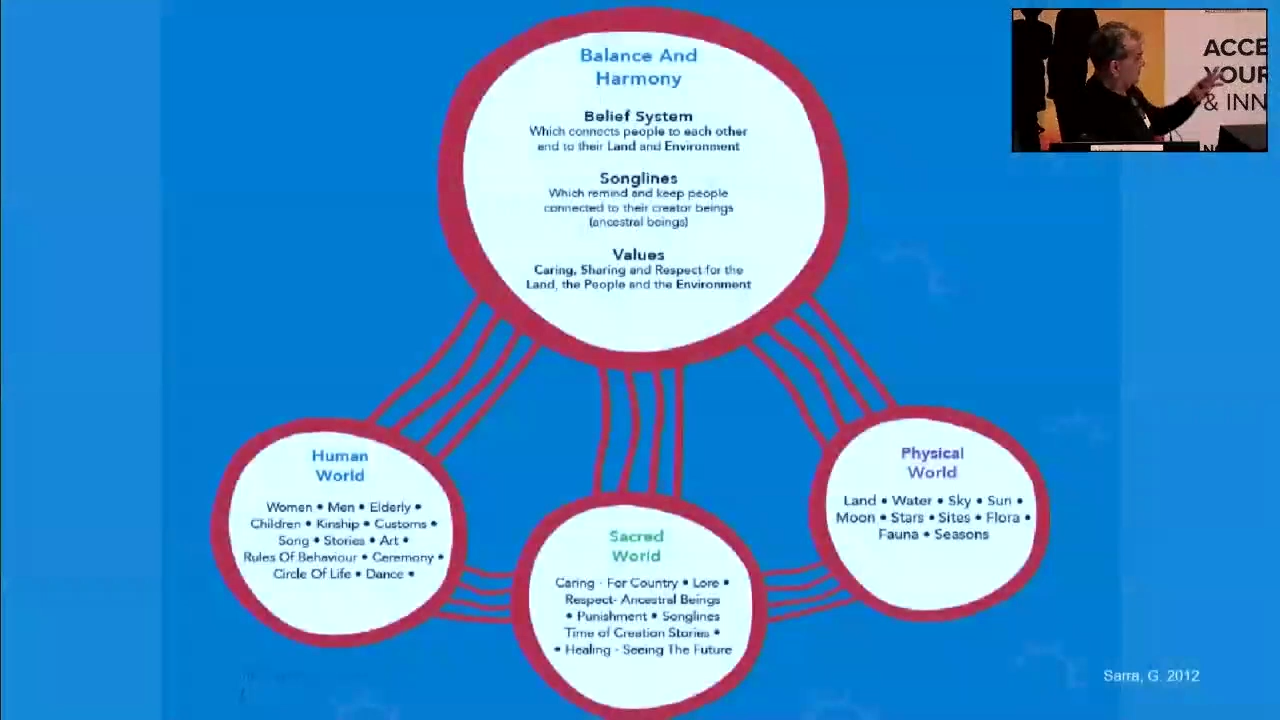 Balance And
Harmony
Belief System
Which connects people to each other
and to their Land and Environment
Songlines
Which remind and keep people
connected to their creator beings
(ancestral beings)
Values
Caring, Sharing and Respect for the
Land, the People and the Environment
Human
World
Women • Men • Elderly •
Children • Kinship • Customs •
Song • Stories • Art •
Rules Of Behaviour • Ceremony •
Circle Of Life • Dance •
Sacred
World
Caring - For Country • Lore •
Respect- Ancestral Beings
• Punishment • Songlines
Time of Creation Stories •
• Healing - Seeing The Future
Physical
World
Land • Water • Sky • Sun •
Moon • Stars • Sites • Flora •
Fauna • Seasons
Sarra, G. 2012
ACCE
YOUR
& INN